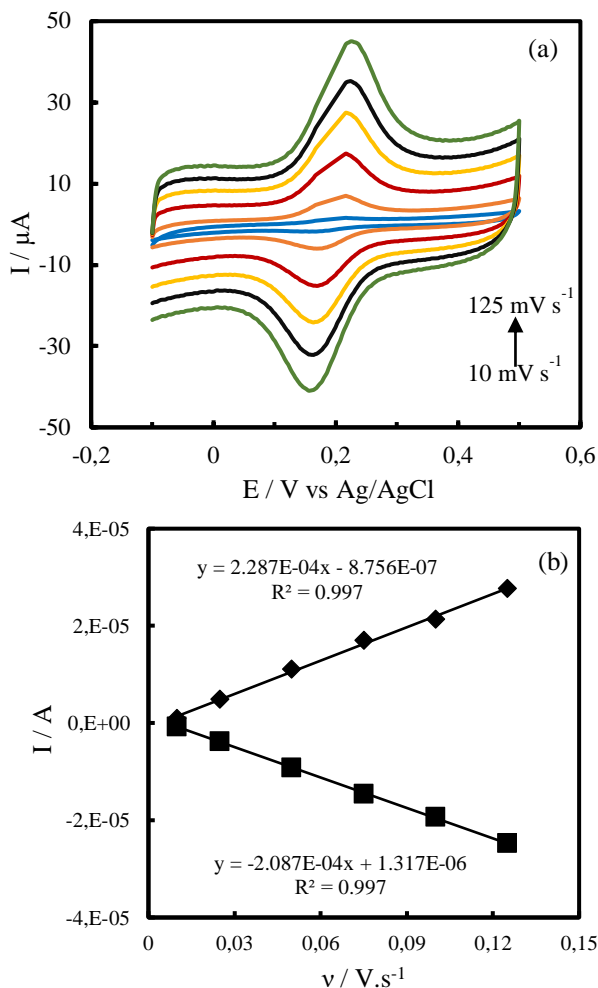 50
(a)
30
10
-10
-30
-50
I / µA
125 mV s⁻¹
10 mV s⁻¹
-0,2
0
0,2
0,4
0,6
E / V vs Ag/AgCl
4,E-05
(b)
y = 2.287E-04x - 8.756E-07
R² = 0.997
2,E-05
0,E+00
-2,E-05
-4,E-05
I / A
y = -2.087E-04x + 1.317E-06
R² = 0.997
0
0,03
0,06
0,09
0,12
0,15
ν / V.s⁻¹